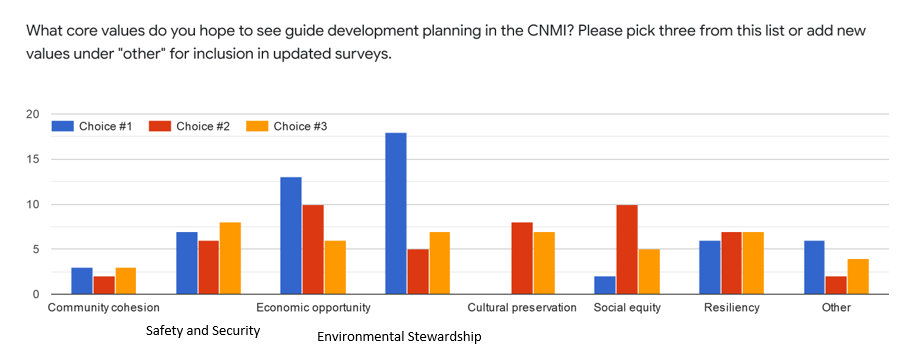 What core values do you hope to see guide development planning in the CNMI? Please pick three from this list or add new
values under "other" for inclusion in updated surveys.
20
Choice #1 Choice #2 Choice #3
15
10
5
0
Community cohesion Economic opportunity Cultural preservation Social equity Resiliency Other
Safety and Security
Environmental Stewardship